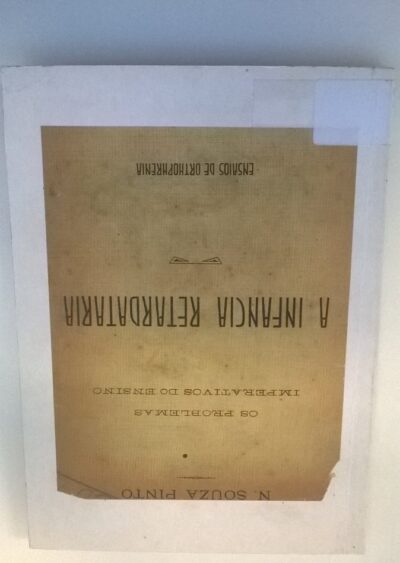 N. SOUZA PINTO
OS PROBLEMAS
IMPERATIVOS DO ENSINO
A INFANCIA RETARDATARIA
ENSAIOS DE ORTHOPHRENIA